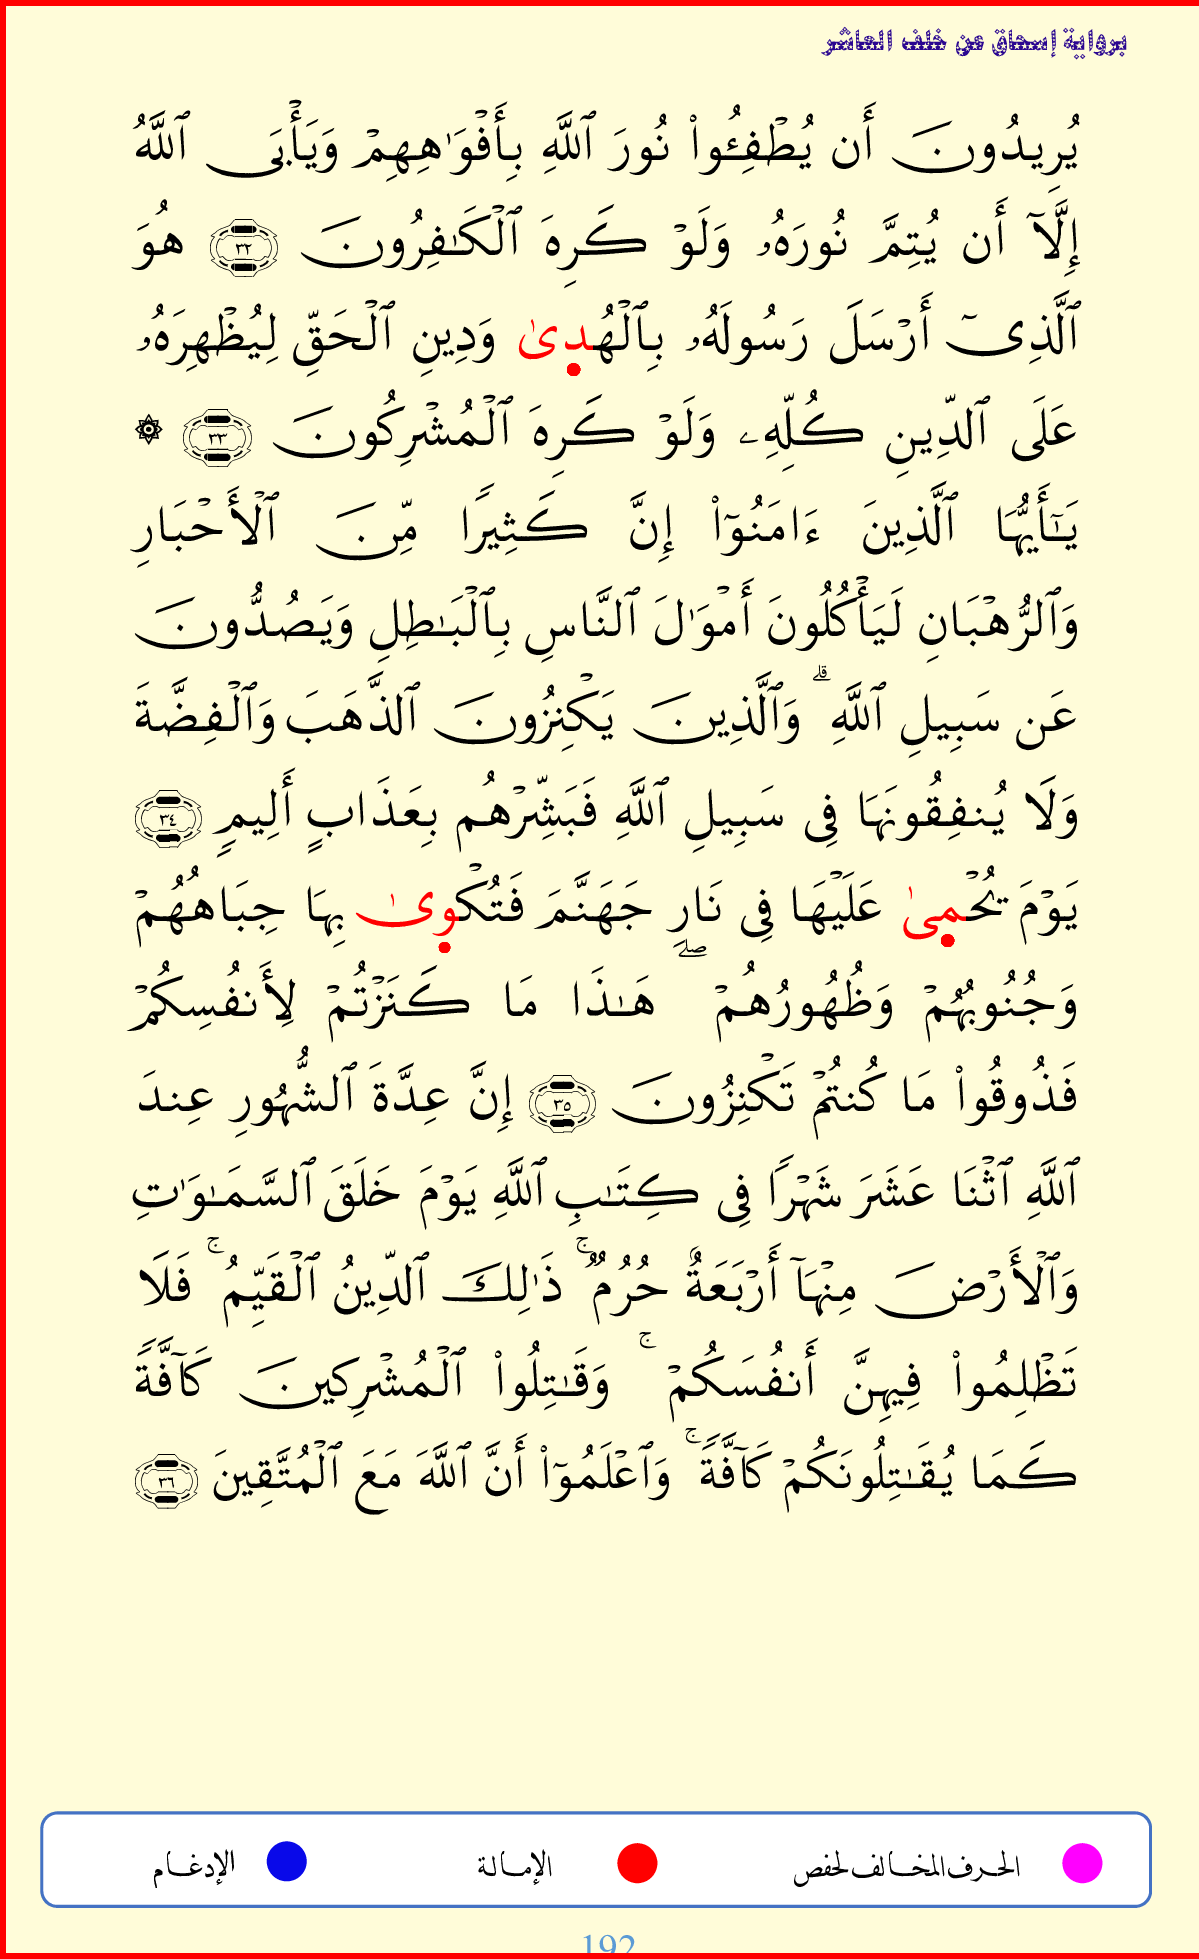 برواية إسحاق عن خلف العاشر
يُرِيدُونَ أَن يُطْفِـُٔوا۟ نُورَ ٱللَّهِ بِأَفْوَٰهِهِمْ وَيَأْبَى ٱللَّهُ
إِلَّآ أَن يُتِمَّ نُورَهُۥ وَلَوْ كَرِهَ ٱلْكَـٰفِرُونَ ٣٢ هُوَ
ٱلَّذِىٓ أَرْسَلَ رَسُولَهُۥ بِٱلْهُدِىٰ وَدِينِ ٱلْحَقِّ لِيُظْهِرَهُۥ
عَلَى ٱلدِّينِ كُلِّهِۦ وَلَوْ كَرِهَ ٱلْمُشْرِكُونَ ٣٣ ۞
يَـٰٓأَيُّهَا ٱلَّذِينَ ءَامَنُوٓا۟ إِنَّ كَثِيرًا مِّنَ ٱلْأَحْبَارِ
وَٱلرُّهْبَانِ لَيَأْكُلُونَ أَمْوَٰلَ ٱلنَّاسِ بِٱلْبَـٰطِلِ وَيَصُدُّونَ
عَن سَبِيلِ ٱللَّهِ ۗ وَٱلَّذِينَ يَكْنِزُونَ ٱلذَّهَبَ وَٱلْفِضَّةَ
وَلَا يُنفِقُونَهَا فِى سَبِيلِ ٱللَّهِ فَبَشِّرْهُم بِعَذَابٍ أَلِيمٍ ٣٤
يَوْمَ يُحْمِىٰ عَلَيْهَا فِى نَارِ جَهَنَّمَ فَتُكْوِىٰ بِهَا جِبَاهُهُمْ
وَجُنُوبُهُمْ وَظُهُورُهُمْ ۖ هَـٰذَا مَا كَنَزْتُمْ لِأَنفُسِكُمْ
فَذُوقُوا۟ مَا كُنتُمْ تَكْنِزُونَ ٣٥ إِنَّ عِدَّةَ ٱلشُّهُورِ عِندَ
ٱللَّهِ ٱثْنَا عَشَرَ شَهْرًا فِى كِتَـٰبِ ٱللَّهِ يَوْمَ خَلَقَ ٱلسَّمَـٰوَٰتِ
وَٱلْأَرْضَ مِنْهَآ أَرْبَعَةٌ حُرُمٌ ۚ ذَٰلِكَ ٱلدِّينُ ٱلْقَيِّمُ ۚ فَلَا
تَظْلِمُوا۟ فِيهِنَّ أَنفُسَكُمْ ۚ وَقَـٰتِلُوا۟ ٱلْمُشْرِكِينَ كَآفَّةً
كَمَا يُقَـٰتِلُونَكُمْ كَآفَّةً ۚ وَٱعْلَمُوٓا۟ أَنَّ ٱللَّهَ مَعَ ٱلْمُتَّقِينَ ٣٦
الحرف المخالف لحفص الإمالة الإدغام
192